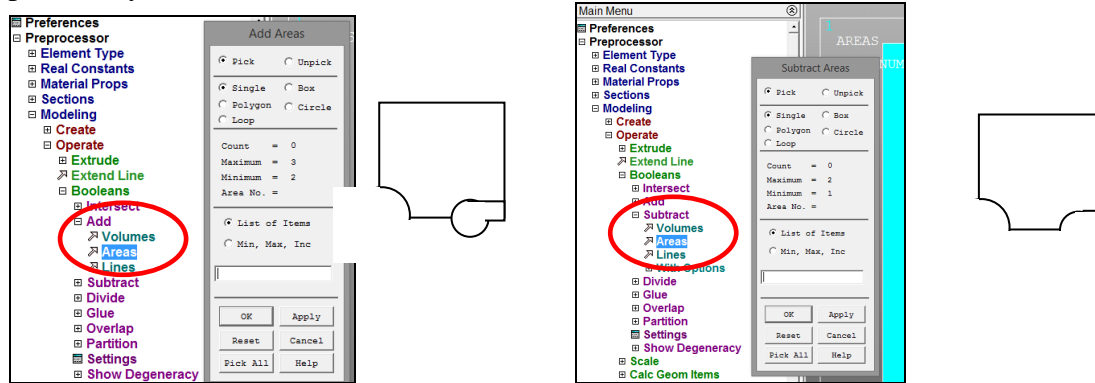 Preferences
Preprocessor
Element Type
Real Constants
Material Props
Sections
Modeling
Create
Operate
Extrude
Extend Line
Booleans
Intersect
Add
Volumes
Areas
Lines
Subtract
Divide
Glue
Overlap
Partition
Settings
Show Degeneracy
Add Areas
Pick Unpick
Single Box
Polygon Circle
Loop
Count = 0
Maximum = 3
Minimum = 2
Area No. =
List of Items
Min, Max, Inc
OK Apply
Reset Cancel
Pick All Help
Main Menu
Preferences
Preprocessor
Element Type
Real Constants
Material Props
Sections
Modeling
Create
Operate
Extrude
Extend Line
Booleans
Intersect
Add
Subtract
Volumes
Areas
Lines
With Options
Divide
Glue
Overlap
Partition
Settings
Show Degeneracy
Scale
Calc Geom Items
1
AREAS
NUM
Subtract Areas
Pick Unpick
Single Box
Polygon Circle
Loop
Count = 0
Maximum = 2
Minimum = 1
Area No. =
List of Items
Min, Max, Inc
OK Apply
Reset Cancel
Pick All Help